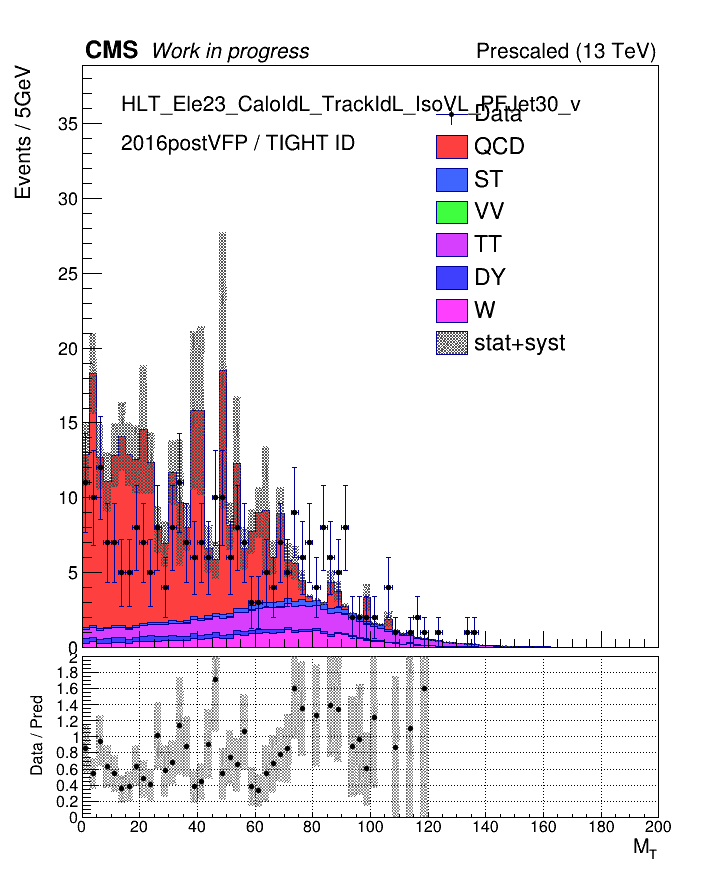 CMS Work in progress Prescaled (13 TeV)
Events / 5GeV
HLT_Ele23_CaloIdL_TrackIdL_IsoVL_PFJet30_v
2016postVFP / TIGHT ID
Data
QCD
ST
VV
TT
DY
W
stat+syst
35
30
25
20
15
10
5
0
Data / Pred
2
1.8
1.6
1.4
1.2
1
0.8
0.6
0.4
0.2
0
0 20 40 60 80 100 120 140 160 180 200
M_T